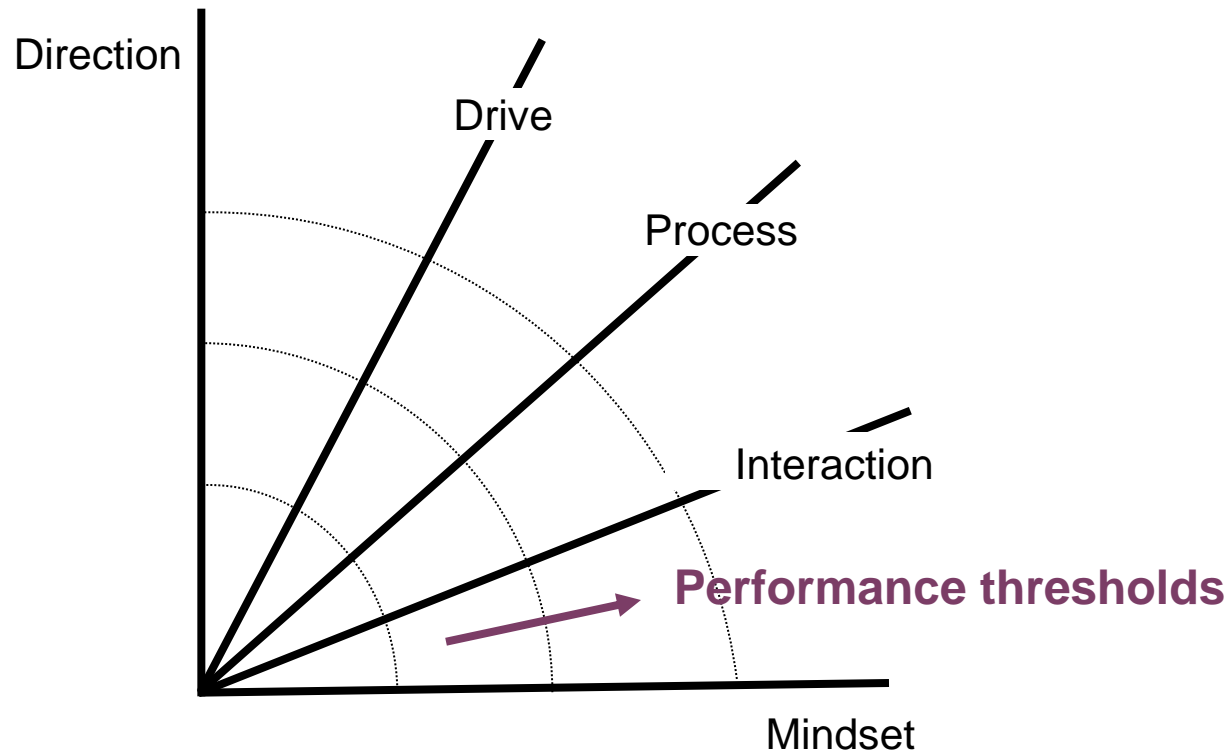 Direction
Drive
Process
Interaction
Performance thresholds
Mindset